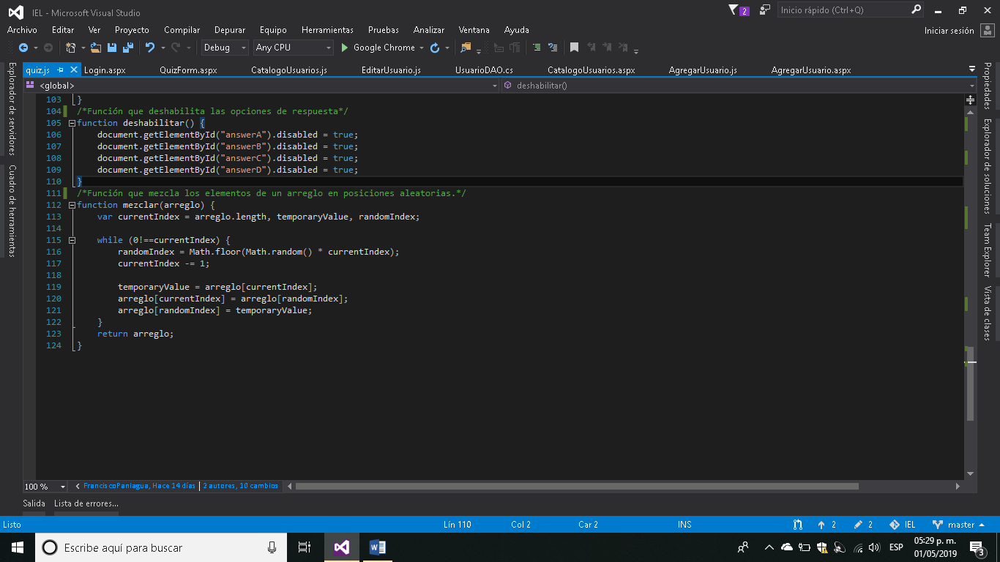 IEL - Microsoft Visual Studio
2
Inicio rápido (Ctrl+Q)
Archivo Editar Ver Proyecto Compilar Depurar Equipo Herramientas Pruebas Analizar Ventana Ayuda
Iniciar sesión
Debug Any CPU Google Chrome
quiz.js Login.aspx QuizForm.aspx CatalogoUsuarios.js EditarUsuario.js UsuarioDAO.cs CatalogoUsuarios.aspx AgregarUsuario.js AgregarUsuario.aspx
<global> deshabilitar()
Explorador de servidores
Cuadro de herramientas
103 }
104 /*Función que deshabilita las opciones de respuesta*/
105 function deshabilitar() {
106 document.getElementById("answerA").disabled = true;
107 document.getElementById("answerB").disabled = true;
108 document.getElementById("answerC").disabled = true;
109 document.getElementById("answerD").disabled = true;
110 }
111 /*Función que mezcla los elementos de un arreglo en posiciones aleatorias.*/
112 function mezclar(arreglo) {
113 var currentIndex = arreglo.length, temporaryValue, randomIndex;
114
115 while (0!==currentIndex) {
116 randomIndex = Math.floor(Math.random() * currentIndex);
117 currentIndex -= 1;
118
119 temporaryValue = arreglo[currentIndex];
120 arreglo[currentIndex] = arreglo[randomIndex];
121 arreglo[randomIndex] = temporaryValue;
122 }
123 return arreglo;
124 }
Propiedades
Explorador de soluciones
Team Explorer
Vista de clases
100 % FranciscoPaniagua, Hace 14 días | 2 autores, 10 cambios
Salida Lista de errores...
Listo Lín 110 Col 2 Car 2 INS 2 2 IEL master
Escribe aquí para buscar
ESP
05:29 p. m.
01/05/2019
3